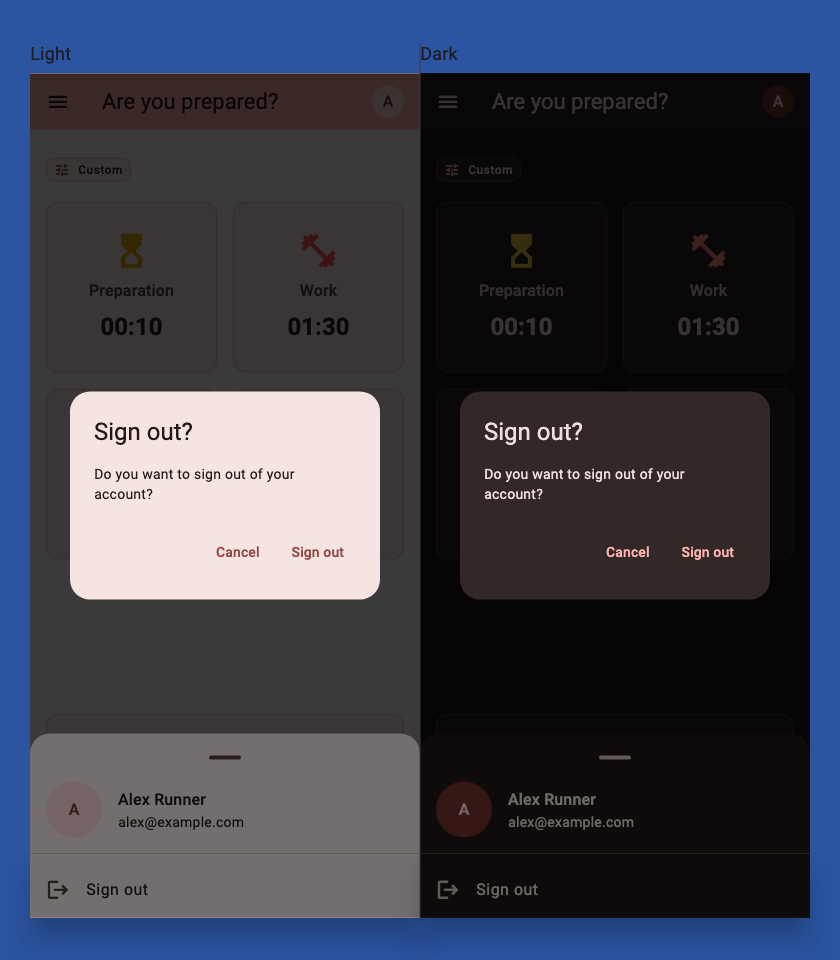 Light
Are you prepared?
A
Custom
Preparation
Work
00:10
01:30
Sign out?
Do you want to sign out of your
account?
Cancel
Sign out
A
Alex Runner
alex@example.com
Sign out
Dark
Are you prepared?
A
Custom
Preparation
Work
00:10
01:30
Sign out?
Do you want to sign out of your
account?
Cancel
Sign out
A
Alex Runner
alex@example.com
Sign out